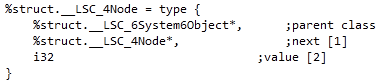 %struct.__LSC_4Node = type {
    %struct.__LSC_6System6Object*,      ;parent class
    %struct.__LSC_4Node*,               ;next [1]
    i32                             ;value [2]
}